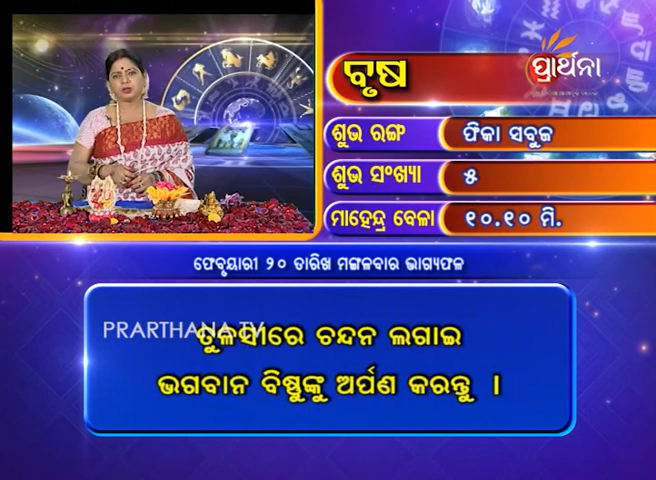 ବୃଷ
ପ୍ରାର୍ଥନା
ଶୁଭ ରଙ୍ଗ ଫିକା ସବୁଜ
ଶୁଭ ସଂଖ୍ୟା ୫
ମାହେନ୍ଦ୍ର ବେଳା ୧୦.୧୦ ମି.
ଫେବୃୟାରୀ ୨୦ ତାରିଖ ମଙ୍ଗଳବାର ଭାଗ୍ୟଫଳ
PRARTHANA TV
ତୁଳସୀରେ ଚନ୍ଦନ ଲଗାଇ
ଭଗବାନ ବିଷ୍ଣୁଙ୍କୁ ଅର୍ପଣ କରନ୍ତୁ ।